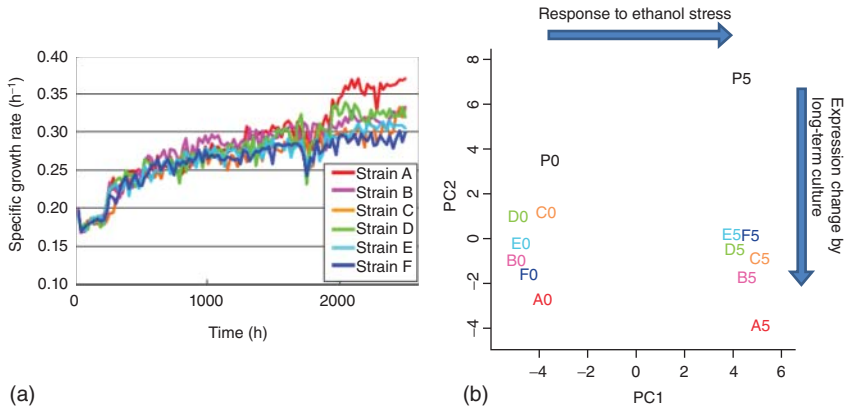 Specific growth rate (h⁻¹)
0.40
0.35
0.30
0.25
0.20
0.15
0.10
0
1000
2000
Time (h)
Strain A
Strain B
Strain C
Strain D
Strain E
Strain F
(a)
Response to ethanol stress
Expression change by
long-term culture
PC2
8
6
4
2
0
−2
−4
P5
P0
D0
C0
E0
B0
F0
A0
E5
F5
D5
C5
B5
A5
−4
−2
0
2
4
6
PC1
(b)